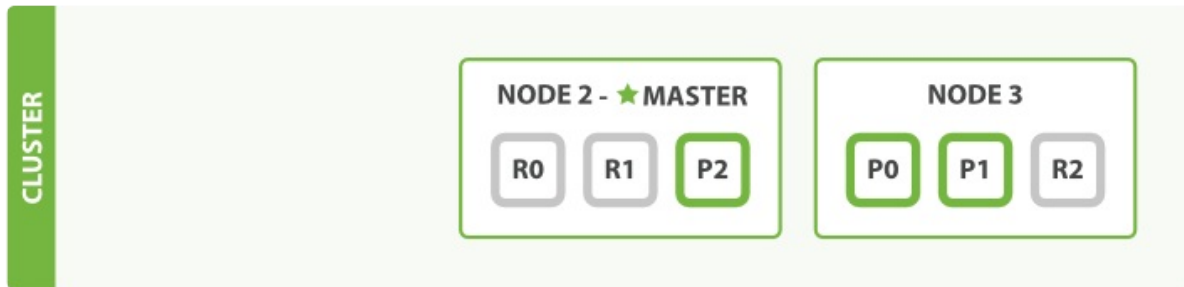 CLUSTER
NODE 2 - ★ MASTER
R0 R1 P2
NODE 3
P0 P1 R2